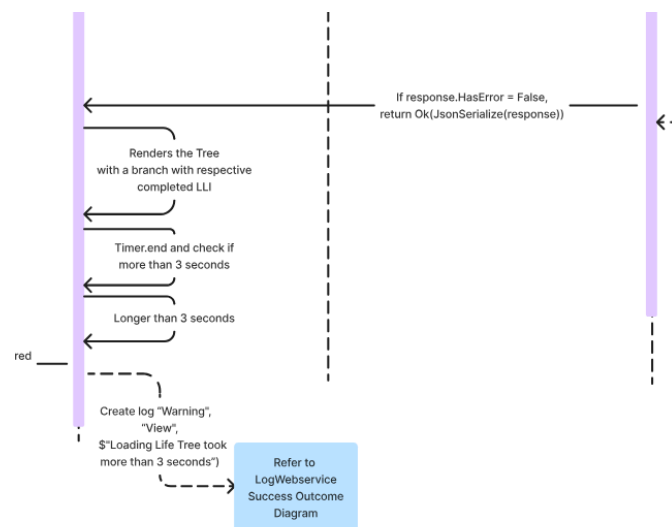 If response.HasError = False,
return Ok(JsonSerialize(response))
Renders the Tree
with a branch with respective
completed LLI
Timer.end and check if
more than 3 seconds
Longer than 3 seconds
red
Create log "Warning",
"View",
$"Loading Life Tree took
more than 3 seconds")
Refer to
LogWebservice
Success Outcome
Diagram